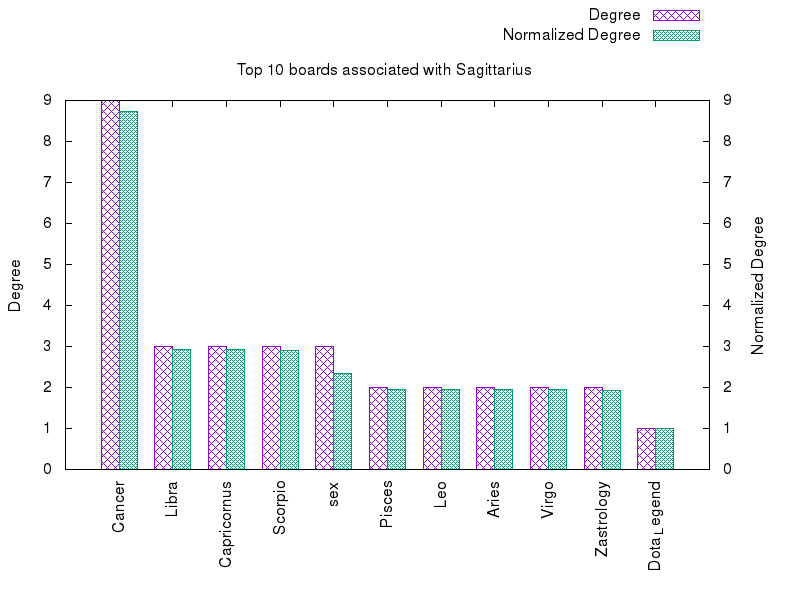 Degree
Normalized Degree
Top 10 boards associated with Sagittarius
9 9
8 8
7 7
6 6
5 5
4 4
3 3
2 2
1 1
0 0
Degree
Normalized Degree
Cancer
Libra
Capricornus
Scorpio
sex
Pisces
Leo
Aries
Virgo
Zastrology
Dota_Legend